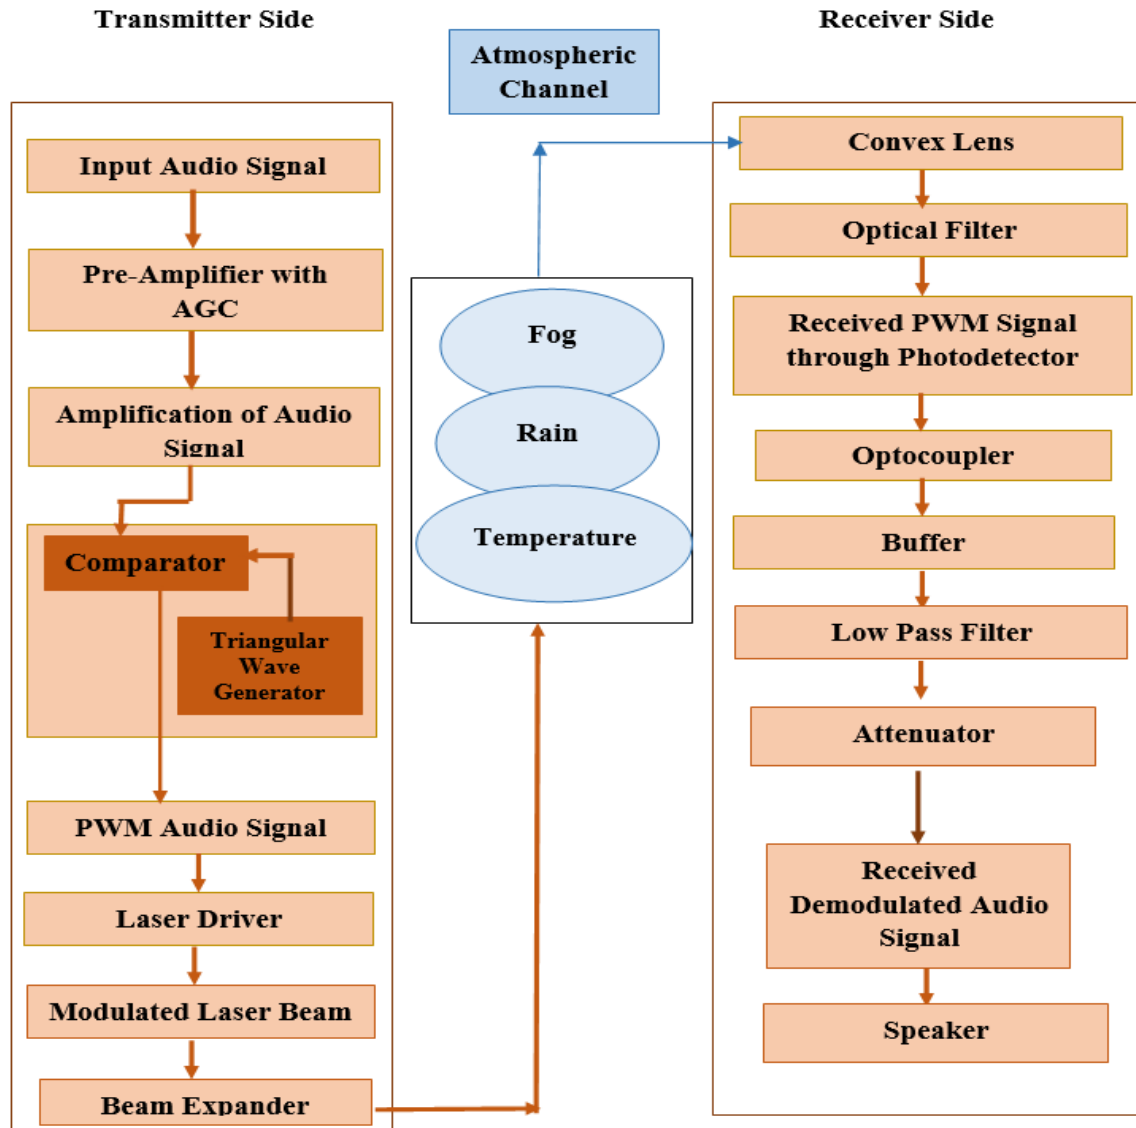 Transmitter Side
Input Audio Signal
Pre-Amplifier with
AGC
Amplification of Audio
Signal
Comparator
Triangular
Wave
Generator
PWM Audio Signal
Laser Driver
Modulated Laser Beam
Beam Expander
Atmospheric
Channel
Fog
Rain
Temperature
Receiver Side
Convex Lens
Optical Filter
Received PWM Signal
through Photodetector
Optocoupler
Buffer
Low Pass Filter
Attenuator
Received
Demodulated Audio
Signal
Speaker